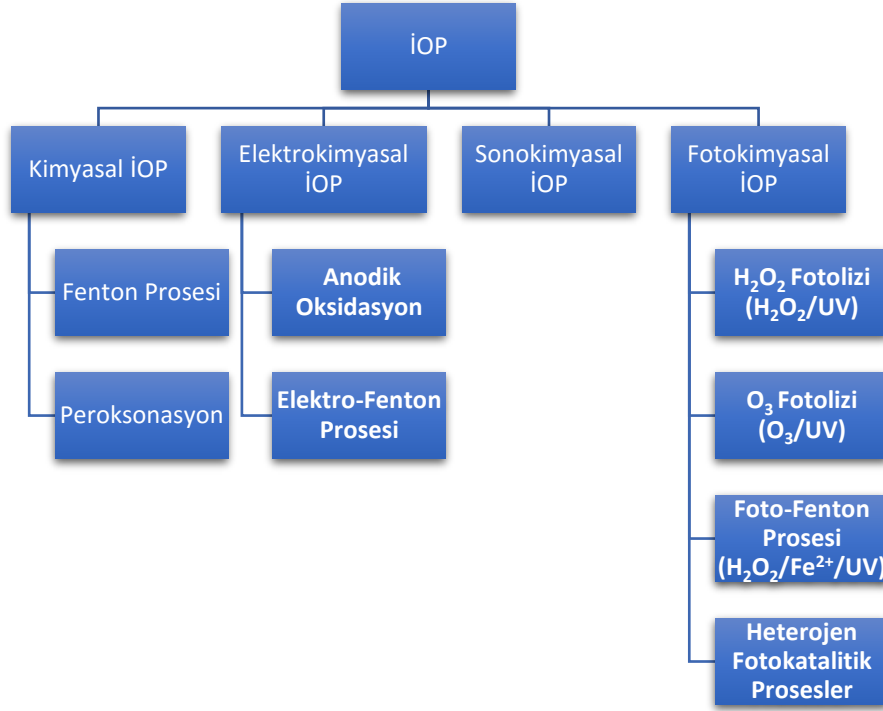 İOP
Kimyasal İOP
Elektrokimyasal
İOP
Sonokimyasal
İOP
Fotokimyasal
İOP
Fenton Prosesi
Peroksonasyon
Anodik
Oksidasyon
Elektro-Fenton
Prosesi
H₂O₂ Fotolizi
(H₂O₂/UV)
O₃ Fotolizi
(O₃/UV)
Foto-Fenton
Prosesi
(H₂O₂/Fe²⁺/UV)
Heterojen
Fotokatalitik
Prosesler